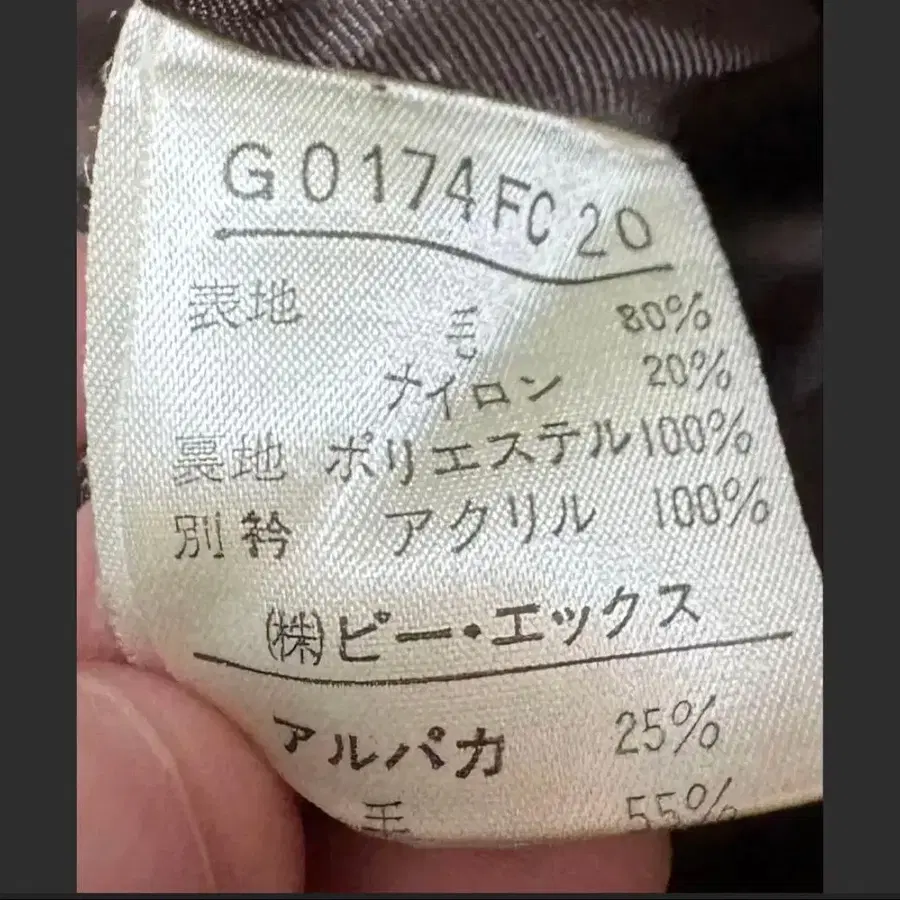 G0174FC20
表地 毛 80%
ナイロン 20%
裏地 ポリエステル100%
別衿 アクリル 100%
(株)ピー・エックス
アルパカ 25%
毛 55%